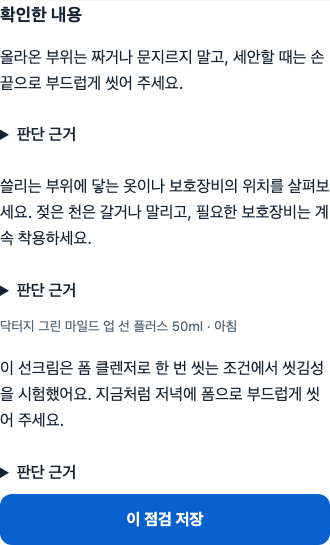 확인한 내용
올라온 부위는 짜거나 문지르지 말고, 세안할 때는 손
끝으로 부드럽게 씻어 주세요.
▶ 판단 근거
쓸리는 부위에 닿는 옷이나 보호장비의 위치를 살펴보
세요. 젖은 천은 갈거나 말리고, 필요한 보호장비는 계
속 착용하세요.
▶ 판단 근거
닥터지 그린 마일드 업 선 플러스 50ml · 아침
이 선크림은 폼 클렌저로 한 번 씻는 조건에서 씻김성
을 시험했어요. 지금처럼 저녁에 폼으로 부드럽게 씻
어 주세요.
▶ 판단 근거
이 점검 저장